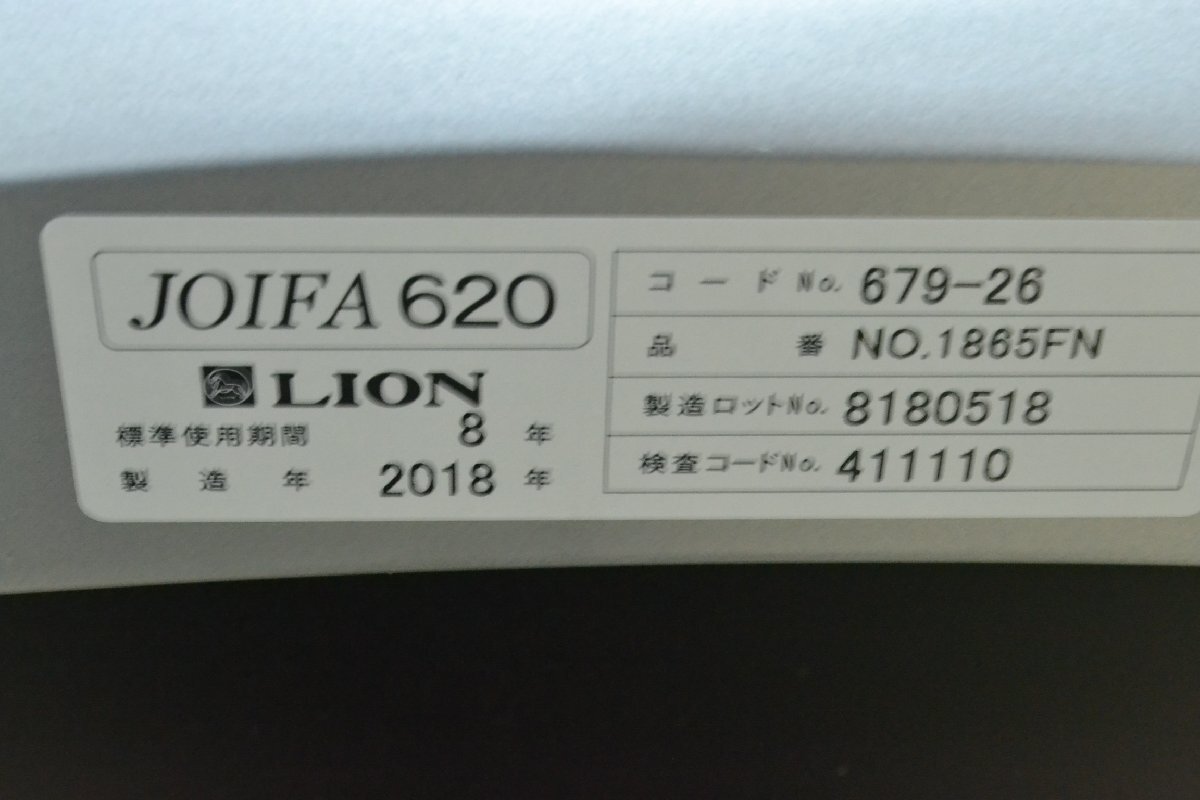 JOIFA 620
LION
標準使用期間 8 年
製造年 2018 年
コードNo. 679-26
品番 NO.1865FN
製造ロットNo. 8180518
検査コードNo. 411110